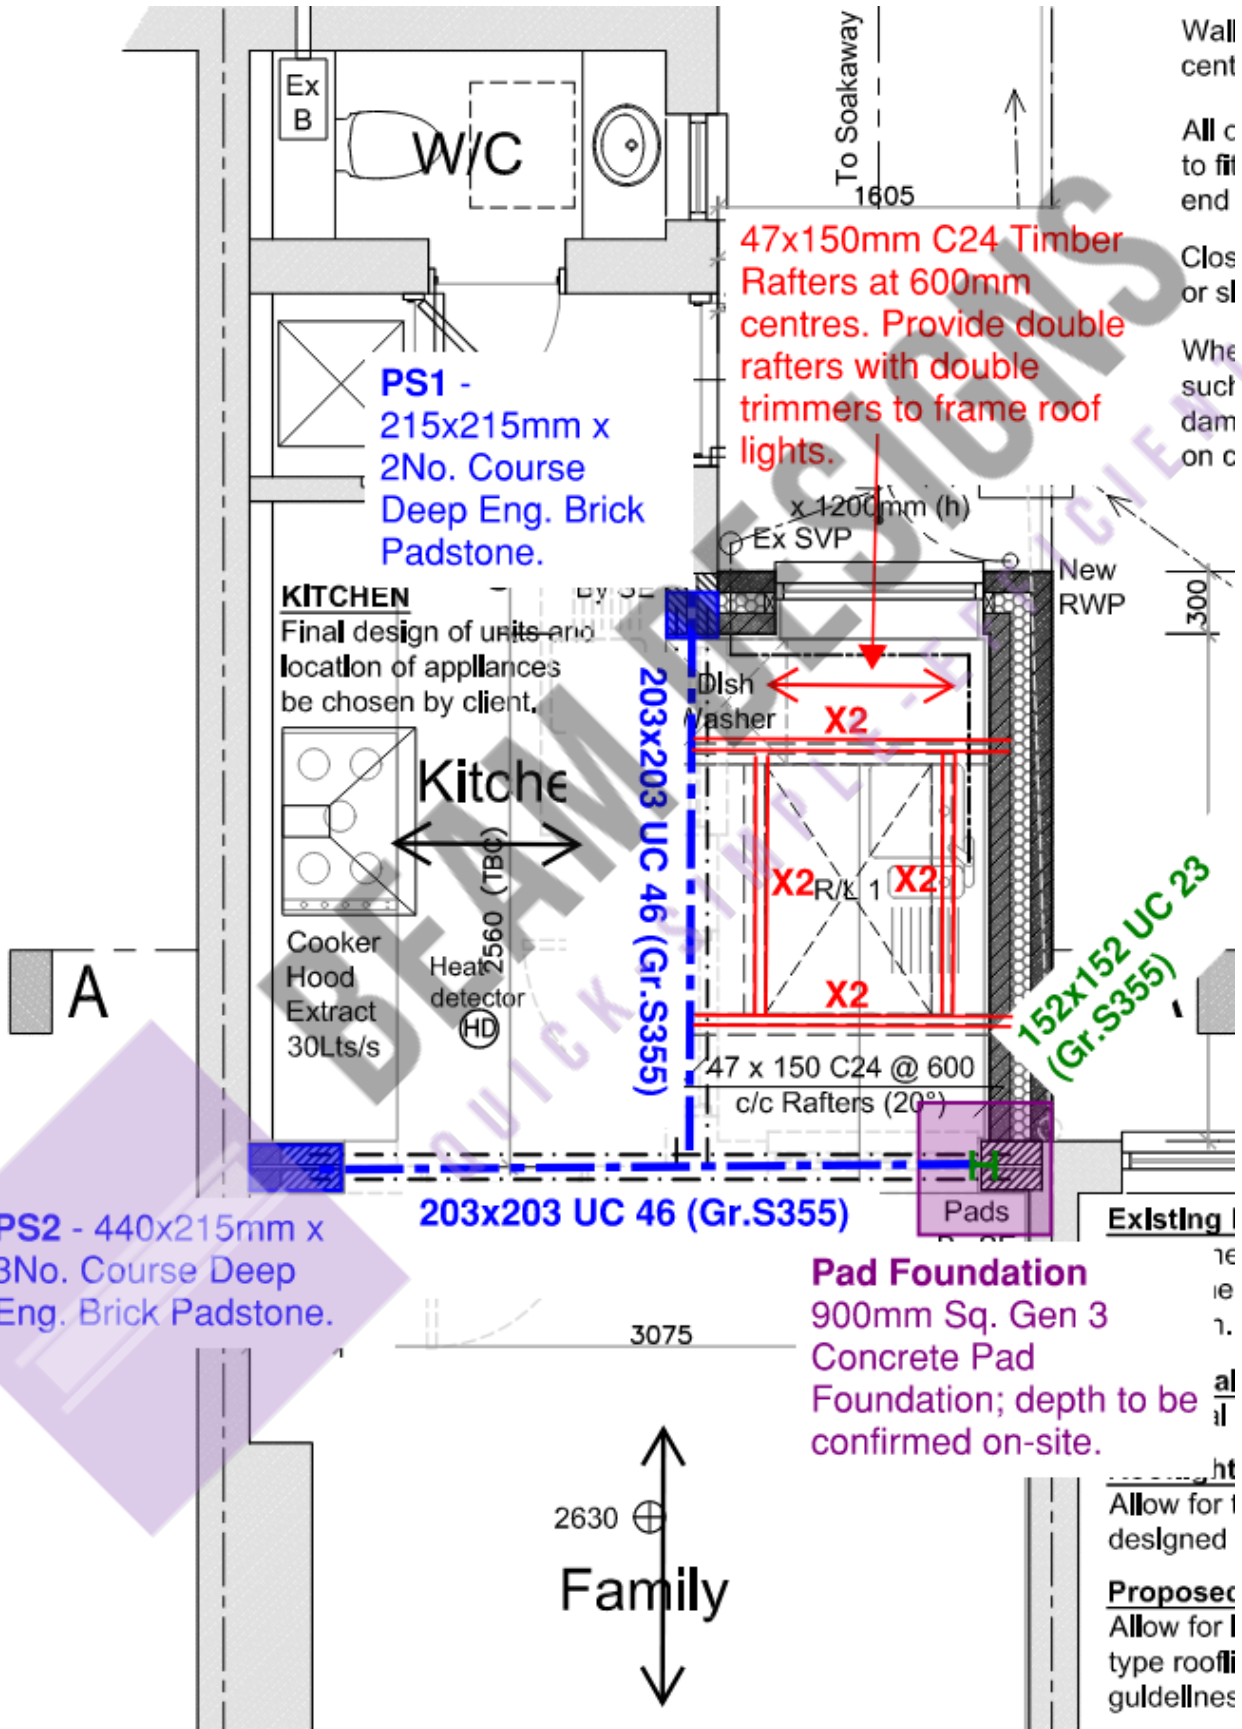 Ex
B
W/C
To Soakaway
1605
Wall
cent
All
to fit
end
Clos
or sl
Whe
such
dam
on c
47x150mm C24 Timber
Rafters at 600mm
centres. Provide double
rafters with double
trimmers to frame roof
lights.
PS1 -
215x215mm x
2No. Course
Deep Eng. Brick
Padstone.
x 1200mm (h)
Ex SVP
New
RWP
300
By SE
KITCHEN
Final design of units and
location of appliances
be chosen by client.
Dish
Washer
X2
203x203 UC 46 (Gr.S355)
Kitche
2560 (TBC)
X2
R/L 1
X2
X2
Cooker
Hood
Extract
30Lts/s
Heat
detector
HD
A
152x152 UC 23
(Gr.S355)
47 x 150 C24 @ 600
c/c Rafters (20°)
203x203 UC 46 (Gr.S355)
Pads
PS2 - 440x215mm x
3No. Course Deep
Eng. Brick Padstone.
Pad Foundation
900mm Sq. Gen 3
Concrete Pad
Foundation; depth to be
confirmed on-site.
3075
2630
Family
Existing
Allow for t
designed
Proposed
Allow for
type roofli
guidelines
BEAM DESIGNS
QUICK-SIMPLE-EFFICIENT